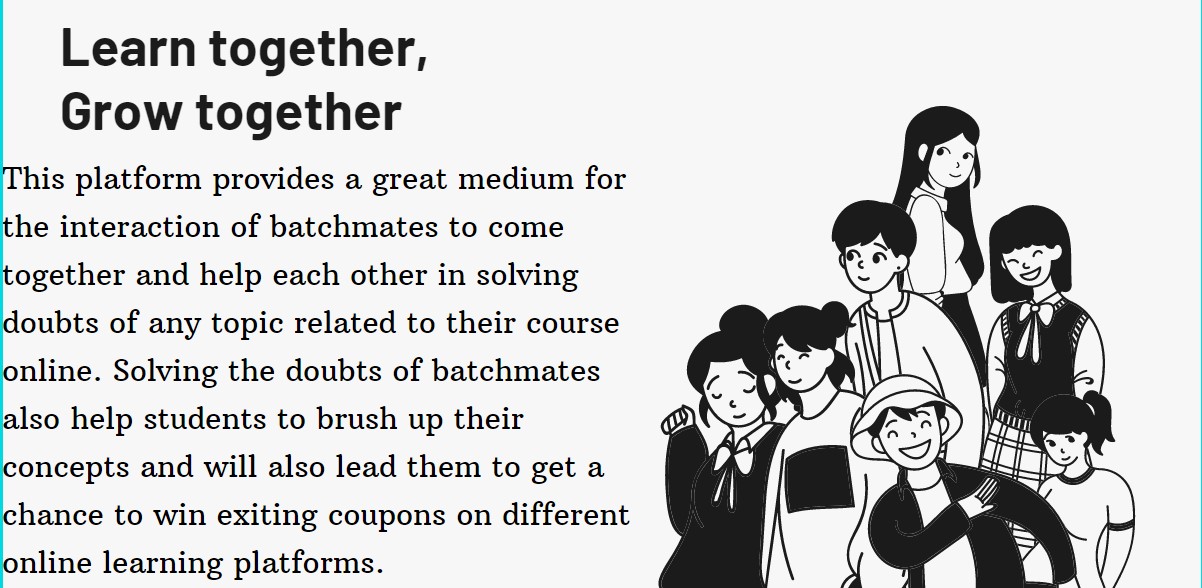 Learn together,
Grow together
This platform provides a great medium for
the interaction of batchmates to come
together and help each other in solving
doubts of any topic related to their course
online. Solving the doubts of batchmates
also help students to brush up their
concepts and will also lead them to get a
chance to win exiting coupons on different
online learning platforms.